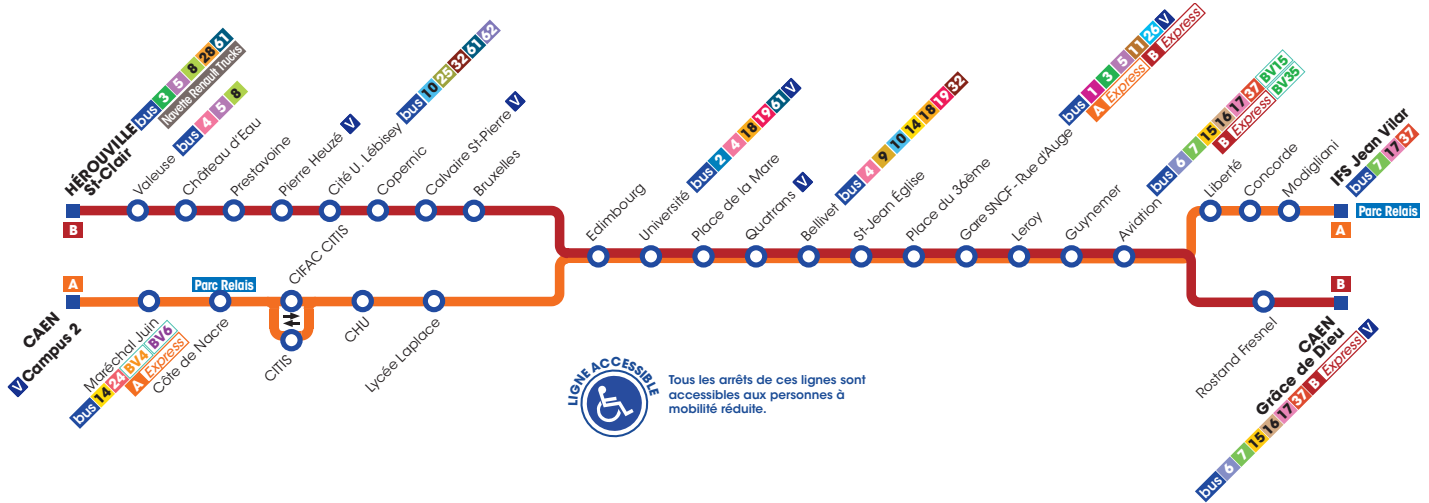 HÉROUVILLE
St-Clair
bus 3 5 8 28 61
Navette Renault Trucks
B
Valeuse
bus 4 5 8
Château d'Eau
Prestavoine
Pierre Heuzé V
Cité U. Lébisey
bus 10 25 32 61 62
Copernic
Calvaire St-Pierre V
Bruxelles
Edimbourg
Université
bus 2 4 18 19 61 V
Place de la Mare
Quatrans V
Bellivet
bus 4 9 10 14 18 19 32
St-Jean Église
Place du 36ème
Gare SNCF - Rue d'Auge
bus 1 3 5 11 26 V
A Express B Express
Leroy
Guynemer
Aviation
bus 6 7 15 16 17 37 BV15
B Express BV35
Liberté
Concorde
Modigliani
IFS Jean Vilar
bus 7 17 37
Parc Relais
A
A
CAEN
V Campus 2
Maréchal Juin
bus 14 24 BV4 BV6
A Express
Parc Relais
Côte de Nacre
CIFAC CITIS
CITIS
CHU
Lycée Laplace
B
Rostand Fresnel
CAEN
Grâce de Dieu
bus 6 7 15 16 17 37 B Express V
LIGNE ACCESSIBLE
Tous les arrêts de ces lignes sont
accessibles aux personnes à
mobilité réduite.